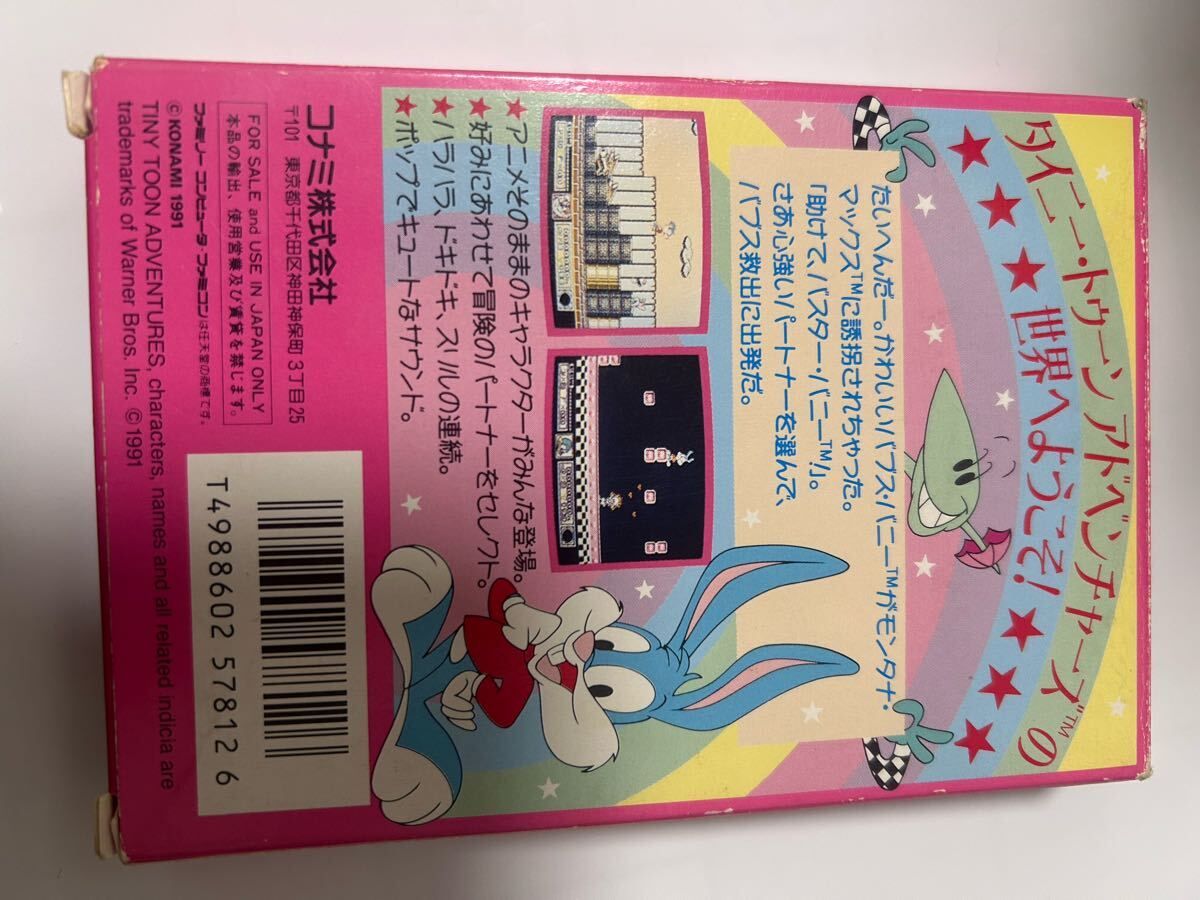 タイニー・トゥーンアドベンチャーズ™の
世界へようこそ!
たいへんだー。かわいいバブス・バニー™がモンタナ・
マックス™に誘拐されちゃった。
「助けて、バスター・バニー™!」。
さあ心強いパートナーを選んで、
バブス救出に出発だ。
★アニメそのままのキャラクターがみんな登場。
★好みにあわせて冒険のパートナーをセレクト。
★ハラハラ、ドキドキ、スリルの連続。
★ポップでキュートなサウンド。
コナミ株式会社
〒101 東京都千代田区神田神保町3丁目25
FOR SALE and USE IN JAPAN ONLY
本品の輸出、使用営業及び賃貸を禁じます。
ファミリーコンピュータ・ファミコンは任天堂の商標です。
©KONAMI 1991
TINY TOON ADVENTURES, characters, names and all related indicia are
trademarks of Warner Bros. Inc. ©1991
T4988602 578126